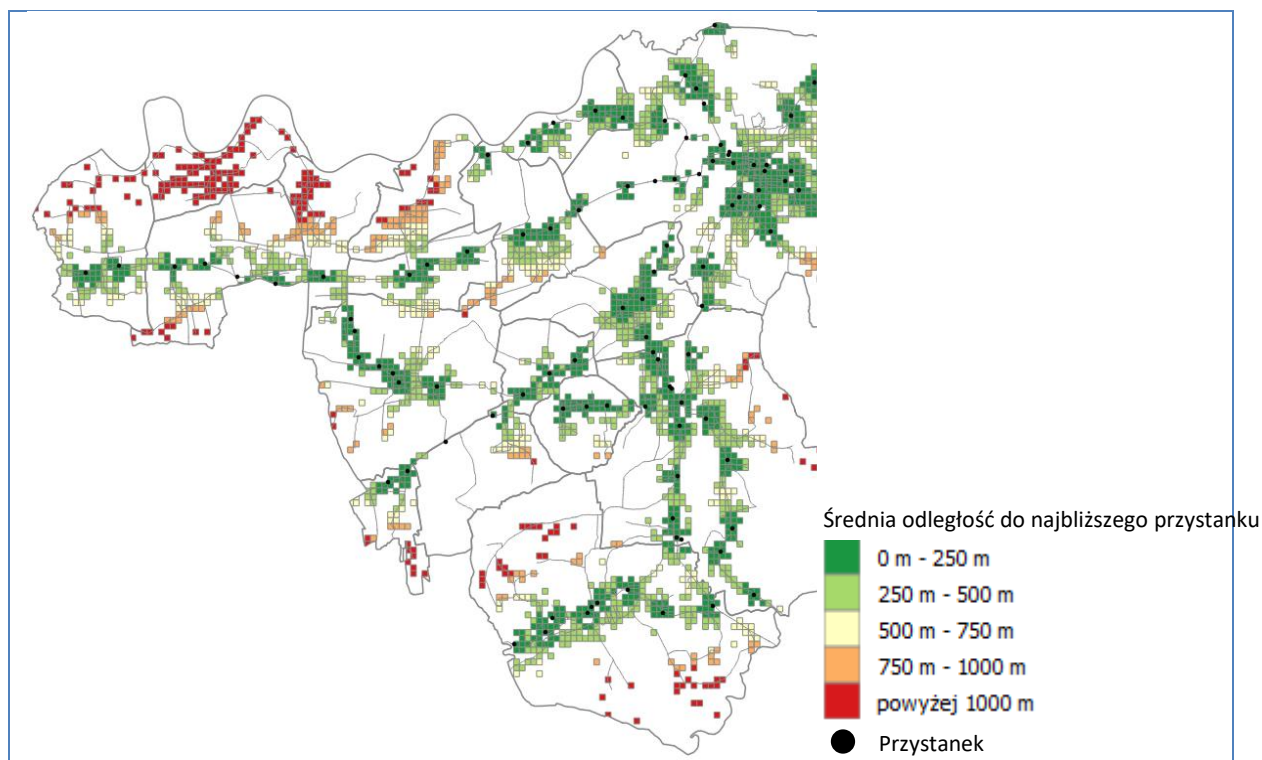 Średnia odległość do najbliższego przystanku
0 m - 250 m
250 m - 500 m
500 m - 750 m
750 m - 1000 m
powyżej 1000 m
Przystanek